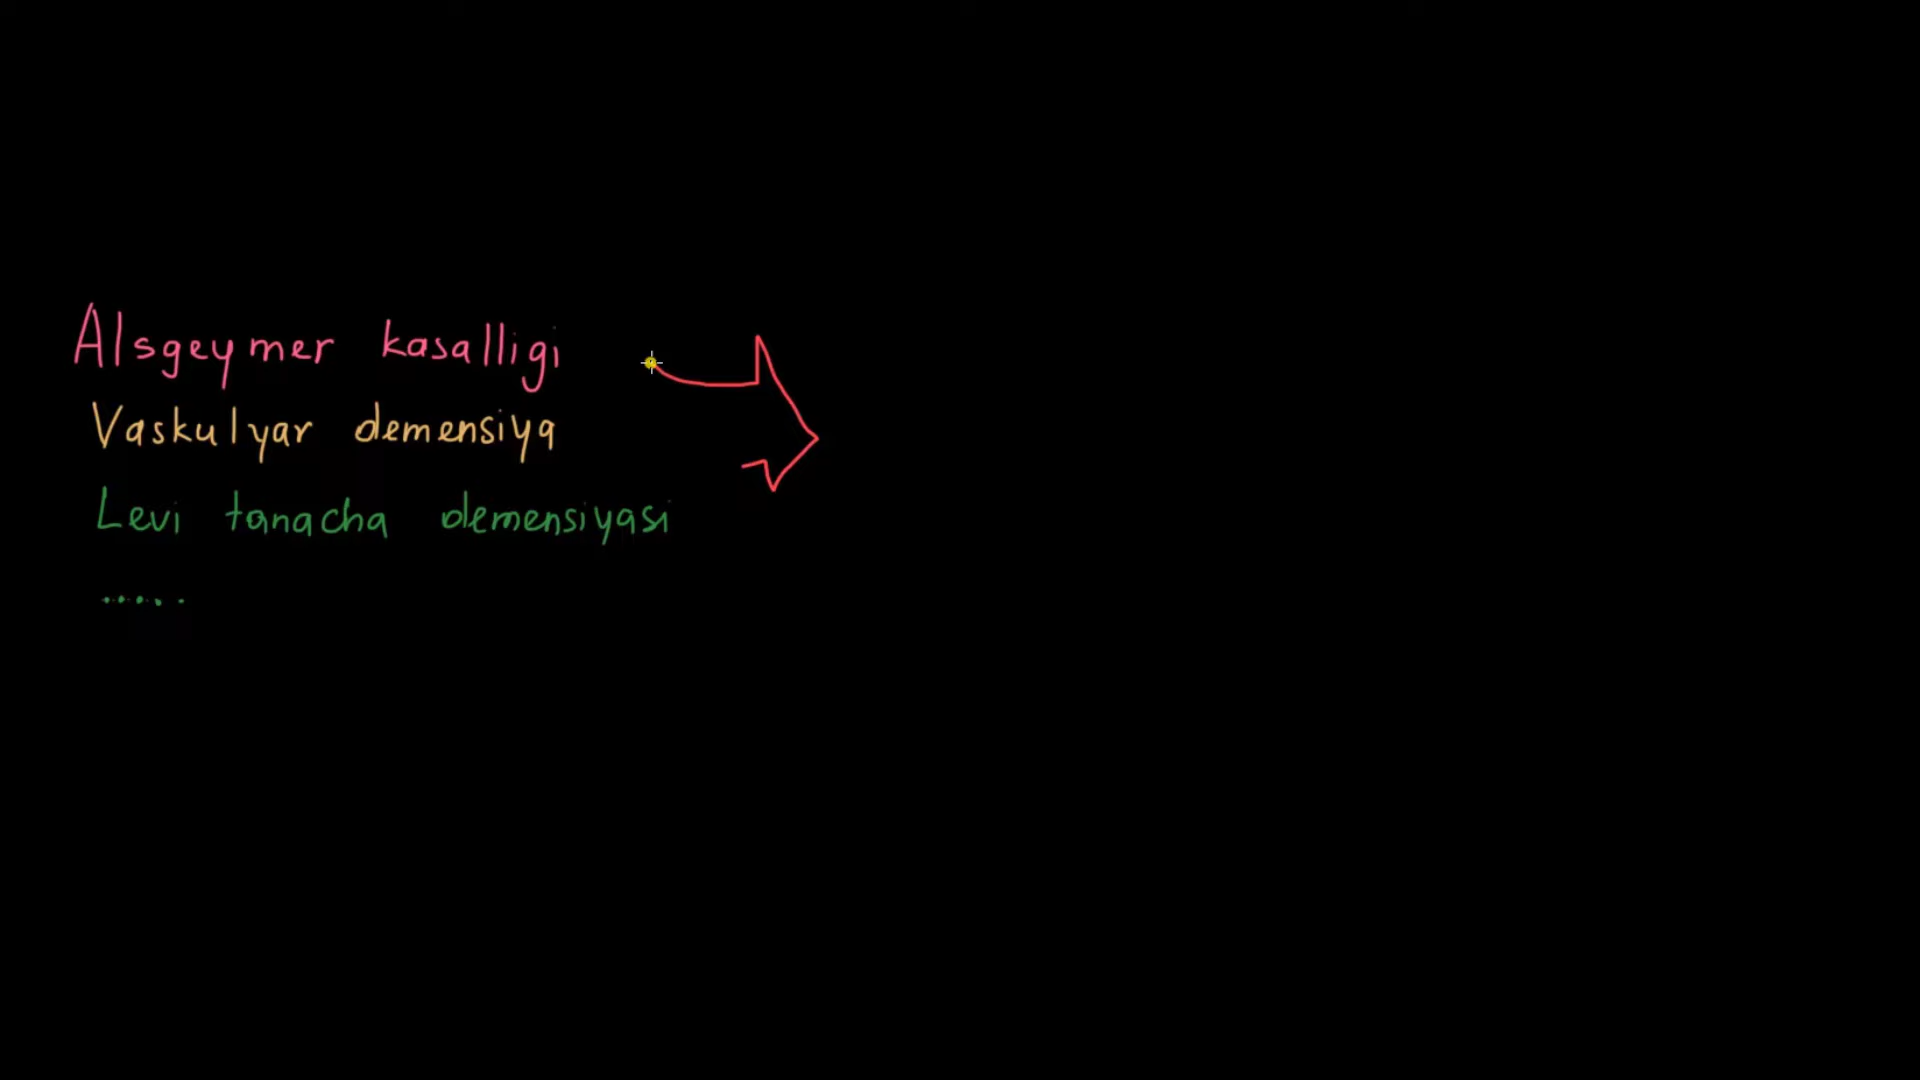 Alsgeymer kasalligi
Vaskulyar demensiya
Levi tanacha demensiyasi
.....